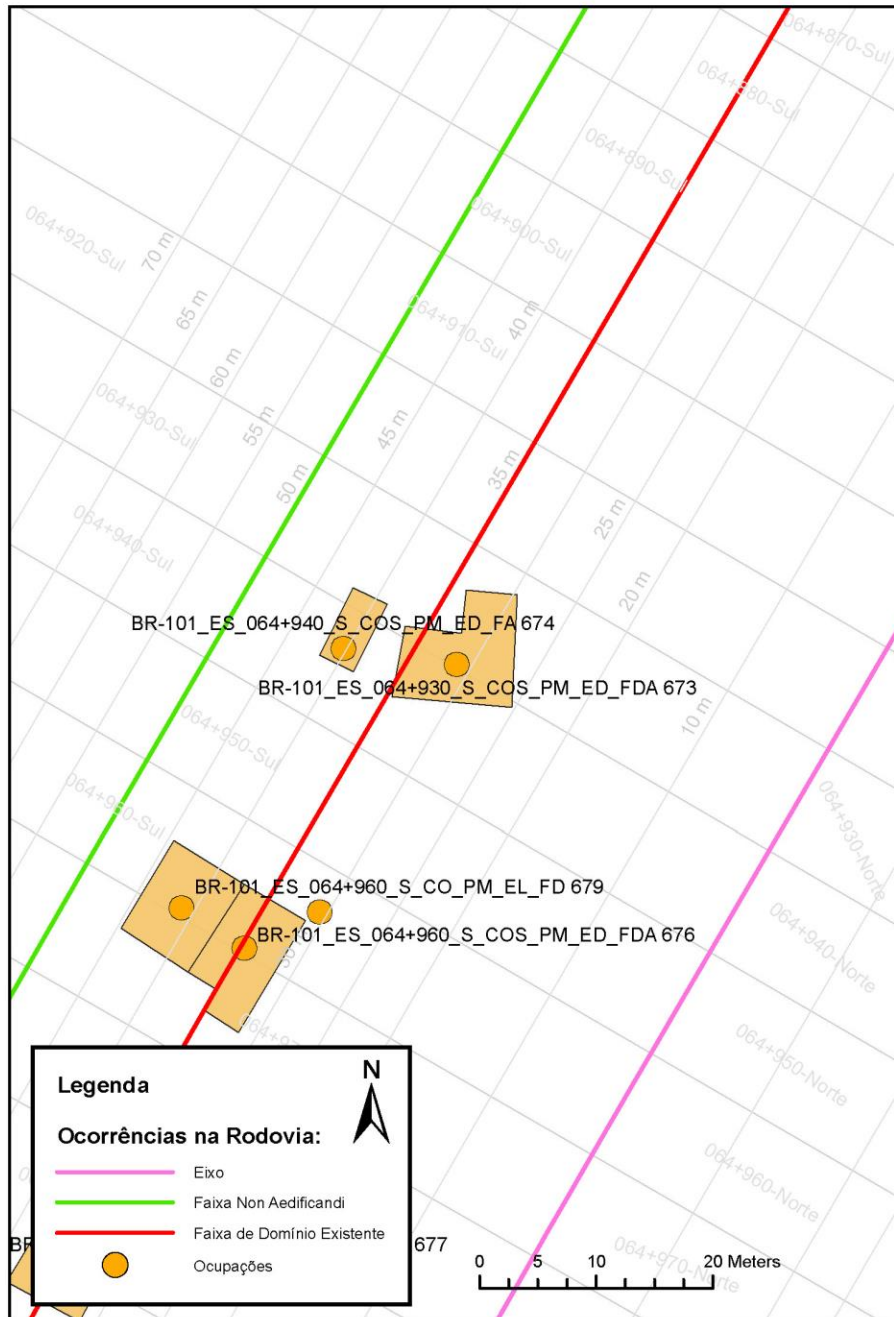 064+870-Sul
064+880-Sul
064+890-Sul
064+900-Sul
064+920-Sul
70 m
064+910-Sul
65 m
40 m
60 m
064+930-Sul
55 m
45 m
50 m
35 m
064+940-Sul
25 m
20 m
BR-101_ES_064+940_S_COS_PM_ED_FA 674
BR-101_ES_064+930_S_COS_PM_ED_FDA 673
10 m
064+950-Sul
064+960-Sul
064+930-Norte
BR-101_ES_064+960_S_CO_PM_EL_FD 679
BR-101_ES_064+960_S_COS_PM_ED_FDA 676
064+940-Norte
064+950-Norte
Legenda
N
Ocorrências na Rodovia:
Eixo
Faixa Non Aedificandi
Faixa de Domínio Existente
Ocupações
677
064+960-Norte
064+970-Norte
0 5 10 20 Meters